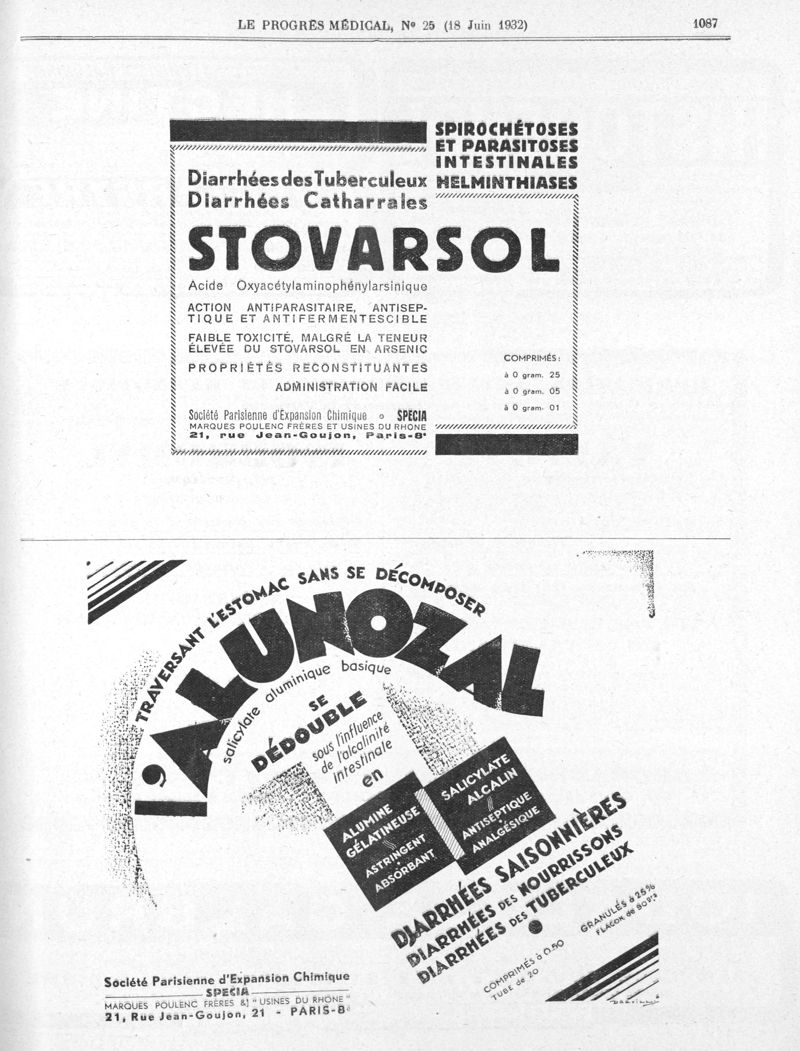 LE PROGRÈS MÉDICAL, No 25 (18 Juin 1932) 1087
SPIROCHÉTOSES
ET PARASITOSES
INTESTINALES
HELMINTHIASES
Diarrhées des Tuberculeux
Diarrhées Catharrales
STOVARSOL
Acide Oxyacétylaminophénylarsinique
ACTION ANTIPARASITAIRE, ANTISEP-
TIQUE ET ANTIFERMENTESCIBLE
FAIBLE TOXICITÉ, MALGRÉ LA TENEUR
ÉLEVÉE DU STOVARSOL EN ARSENIC
PROPRIÉTÉS RECONSTITUANTES
ADMINISTRATION FACILE
COMPRIMÉS :
à 0 gram. 25
à 0 gram. 05
à 0 gram. 01
Société Parisienne d'Expansion Chimique o SPECIA
MARQUES POULENC FRÈRES ET USINES DU RHONE
21, rue Jean-Goujon, Paris-8e
TRAVERSANT L'ESTOMAC SANS SE DÉCOMPOSER
l'ALUNOZAL
salicylate aluminique basique
SE
DÉDOUBLE
sous l'influence
de l'alcalinité
intestinale
en
ALUMINE
GÉLATINEUSE
ASTRINGENT
ABSORBANT
SALICYLATE
ALCALIN
ANTISEPTIQUE
ANALGÉSIQUE
DIARRHÉES SAISONNIÈRES
DIARRHÉES DES NOURRISSONS
DIARRHÉES DES TUBERCULEUX
COMPRIMÉS à 0.50
TUBE de 20
GRANULÉS à 25%
FLACON de 80 grs
Société Parisienne d'Expansion Chimique
SPECIA
MARQUES POULENC FRÈRES & "USINES DU RHÔNE"
21, Rue Jean-Goujon, 21 - PARIS-8e